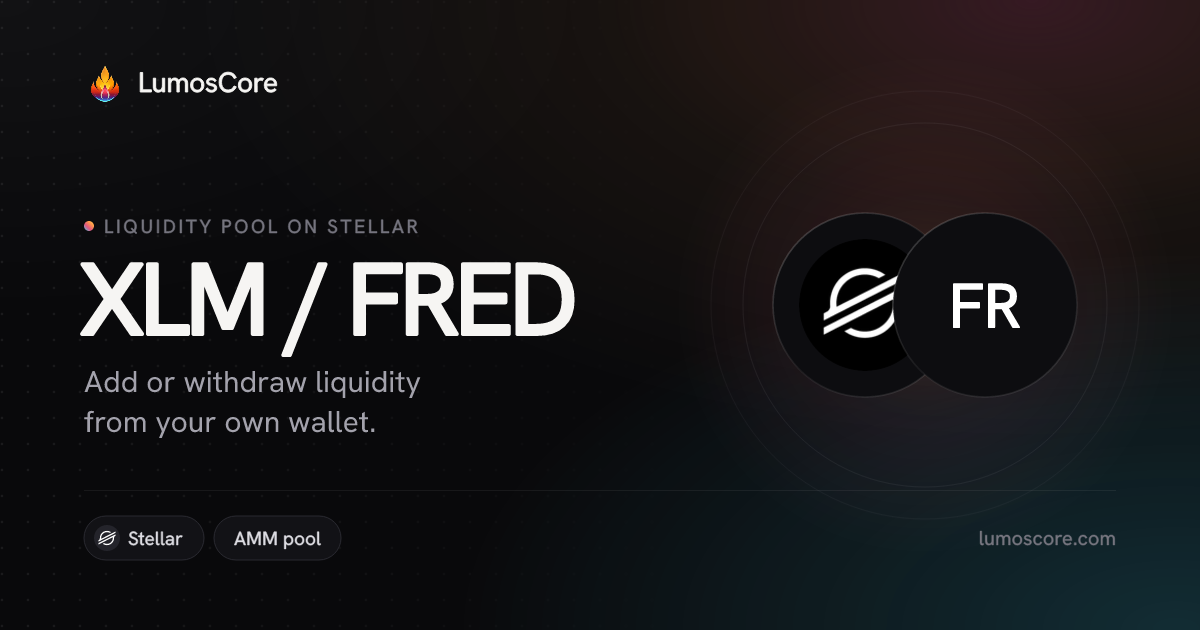 LumosCore
LIQUIDITY POOL ON STELLAR
XLM / FRED
FR
Add or withdraw liquidity
from your own wallet.
Stellar
AMM pool
lumoscore.com